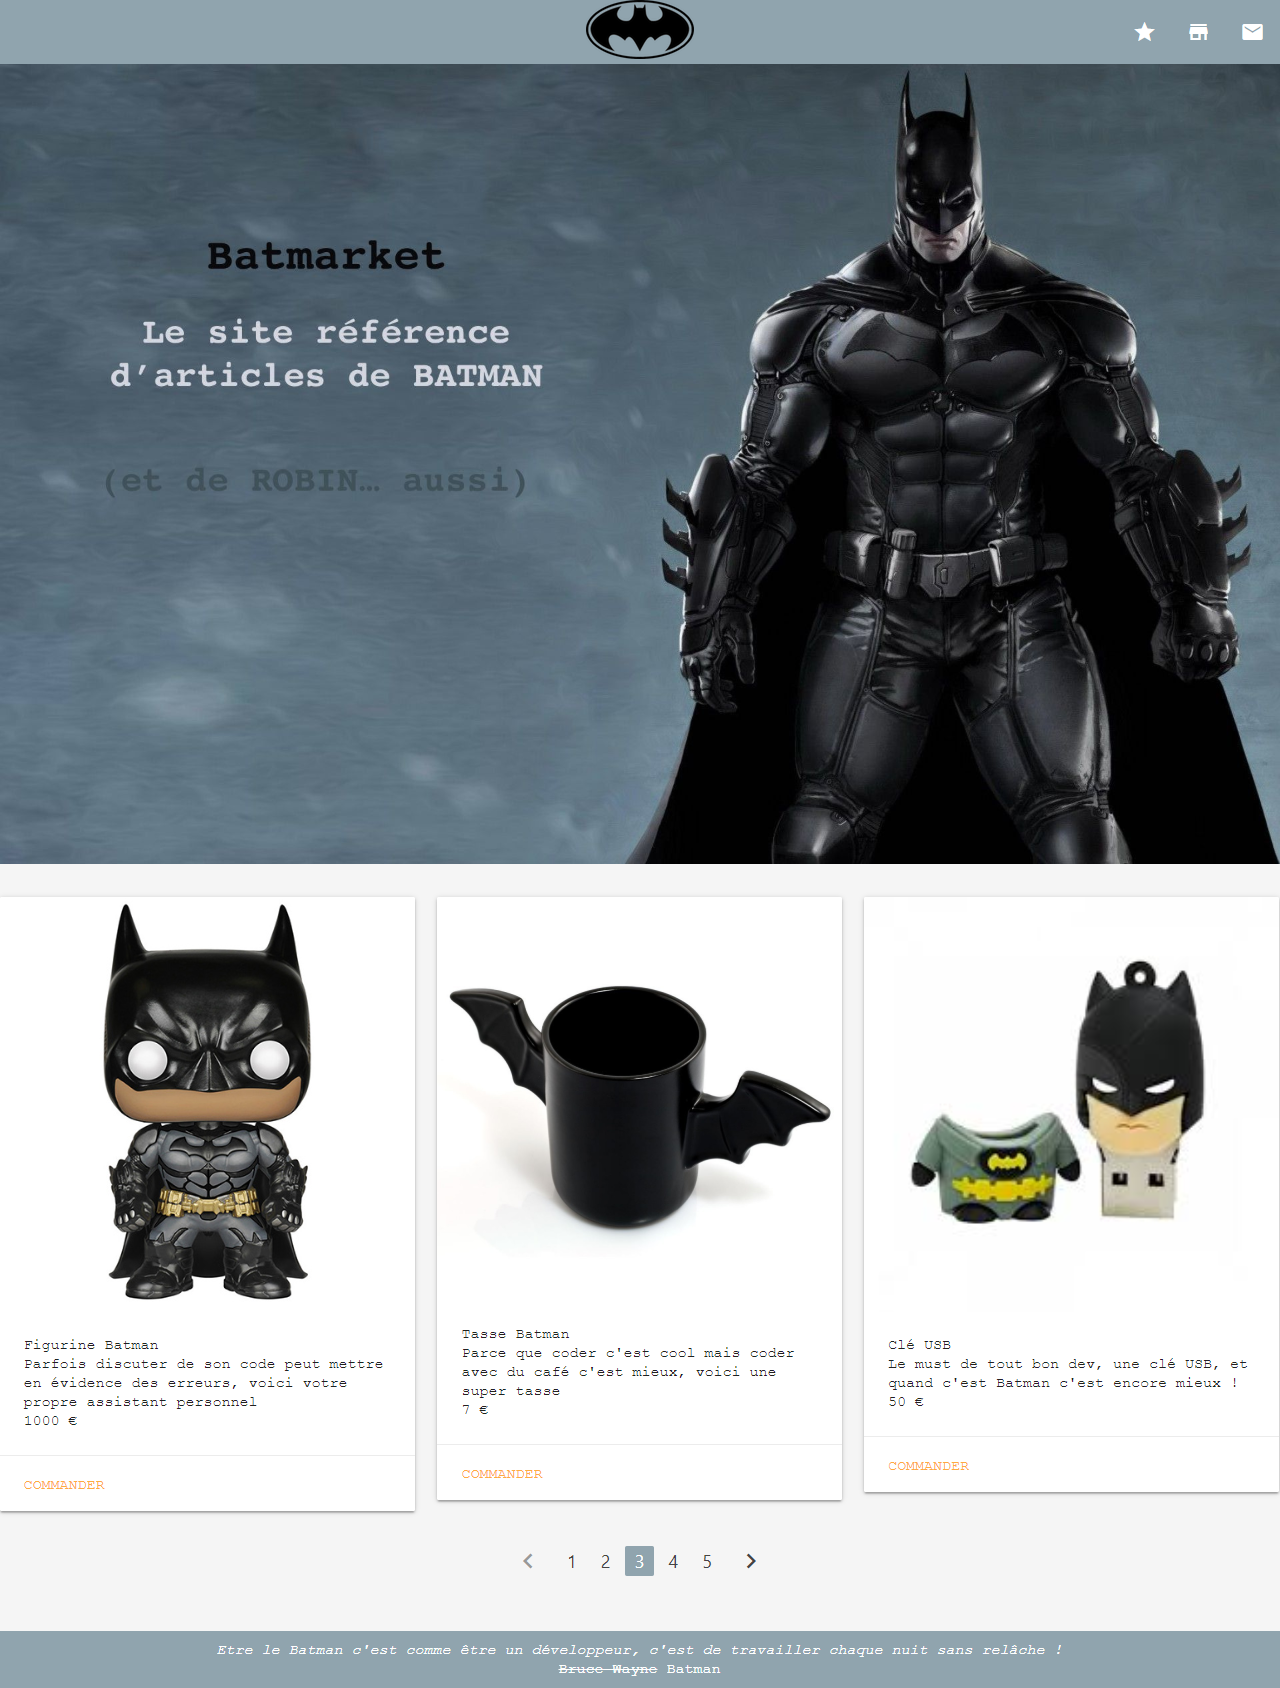 Batmarket
Le site référence
d’articles de BATMAN
(et de ROBIN… aussi)
Figurine Batman
Parfois discuter de son code peut mettre
en évidence des erreurs, voici votre
propre assistant personnel
1000 €
COMMANDER
Tasse Batman
Parce que coder c'est cool mais coder
avec du café c'est mieux, voici une
super tasse
7 €
COMMANDER
Clé USB
Le must de tout bon dev, une clé USB, et
quand c'est Batman c'est encore mieux !
50 €
COMMANDER
1 2 3 4 5
Etre le Batman c'est comme être un développeur, c'est de travailler chaque nuit sans relâche !
Bruce Wayne Batman